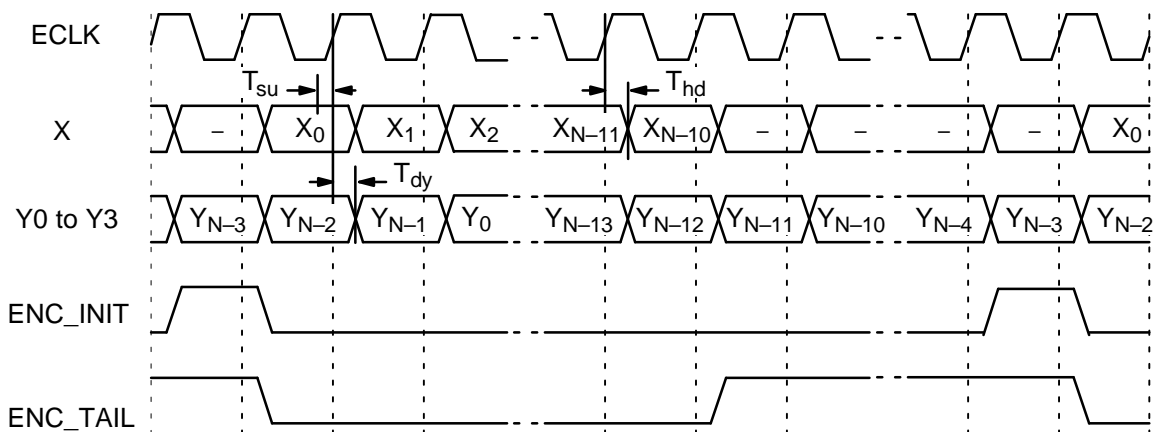 ECLK
T_su T_hd
X – X_0 X_1 X_2 X_N–11 X_N–10 – – – – X_0
T_dy
Y0 to Y3 Y_N–3 Y_N–2 Y_N–1 Y_0 Y_N–13 Y_N–12 Y_N–11 Y_N–10 Y_N–4 Y_N–3 Y_N–2
ENC_INIT
ENC_TAIL